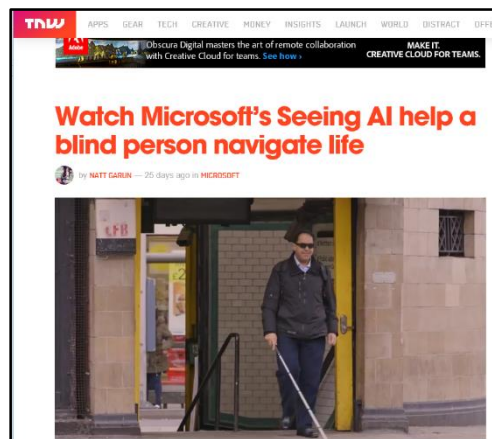 TNW
APPS GEAR TECH CREATIVE MONEY INSIGHTS LAUNCH WORLD DISTRACT OFFE
Adobe
Obscura Digital masters the art of remote collaboration
with Creative Cloud for teams. See how ›
MAKE IT.
CREATIVE CLOUD FOR TEAMS.
Watch Microsoft's Seeing AI help a
blind person navigate life
by NATT GARUN — 25 days ago in MICROSOFT